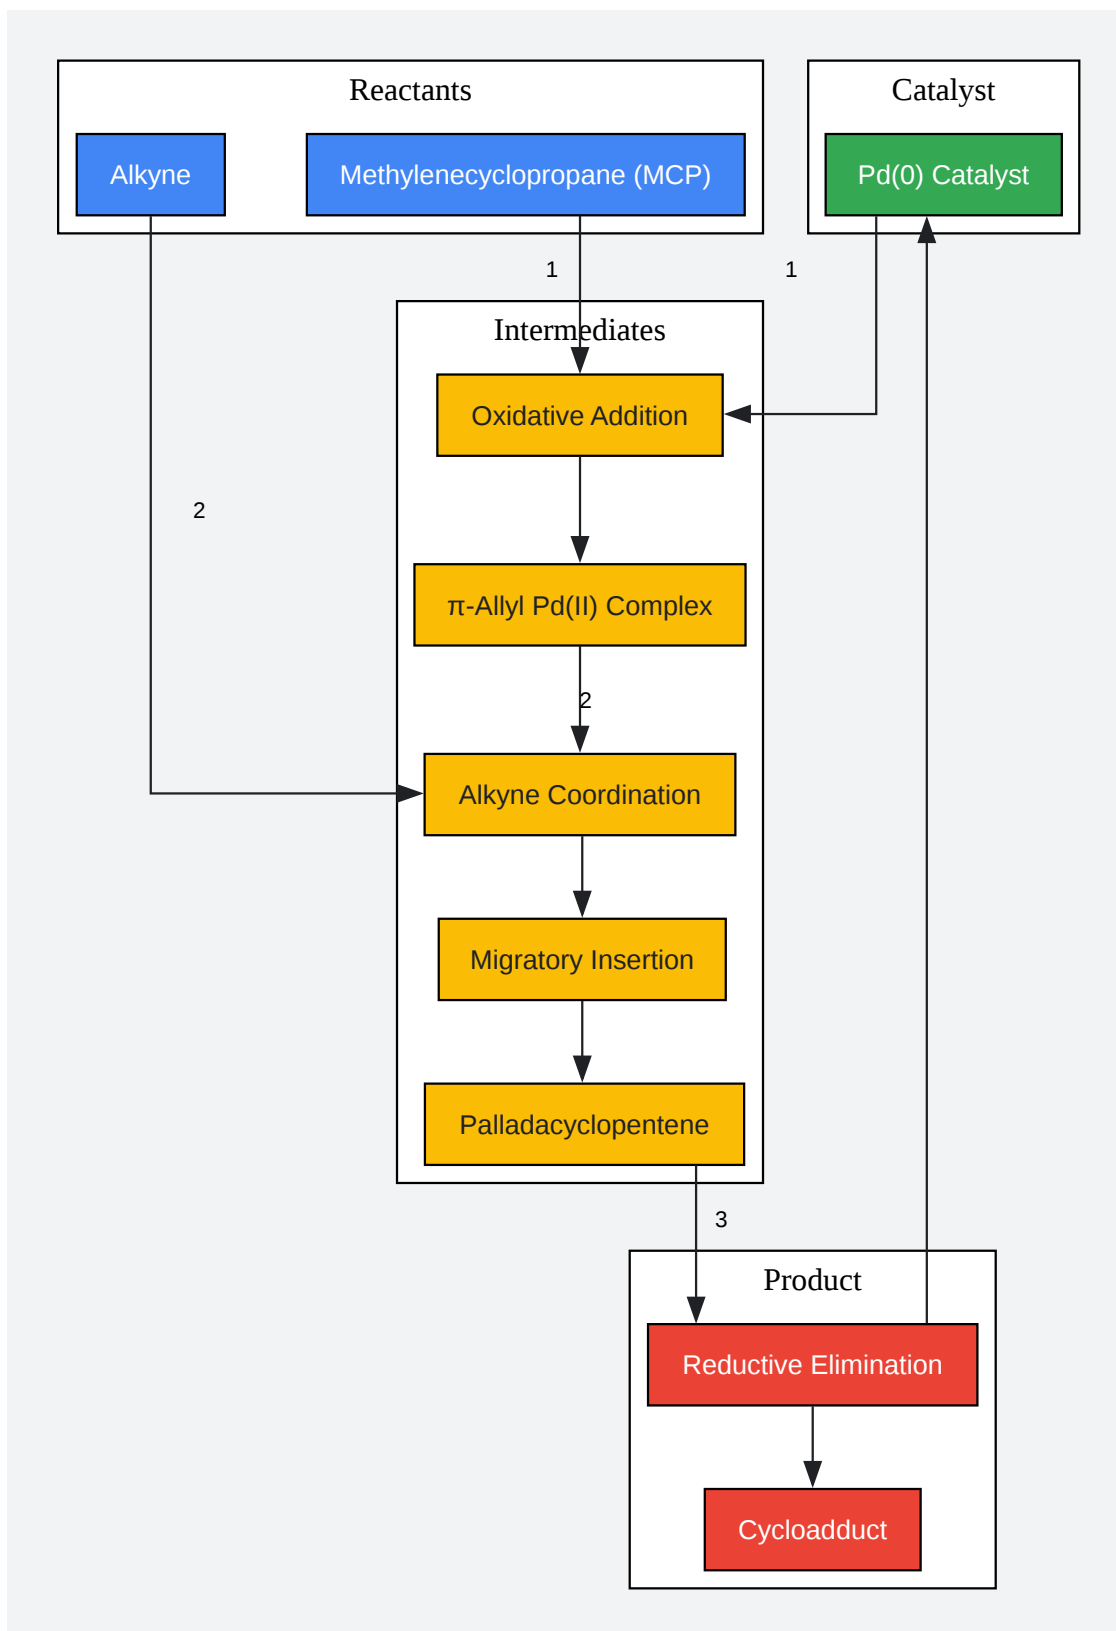 Reactants
Catalyst
Alkyne
Methylenecyclopropane (MCP)
Pd(0) Catalyst
1
1
Intermediates
Oxidative Addition
2
π-Allyl Pd(II) Complex
2
Alkyne Coordination
Migratory Insertion
Palladacyclopentene
3
Product
Reductive Elimination
Cycloadduct